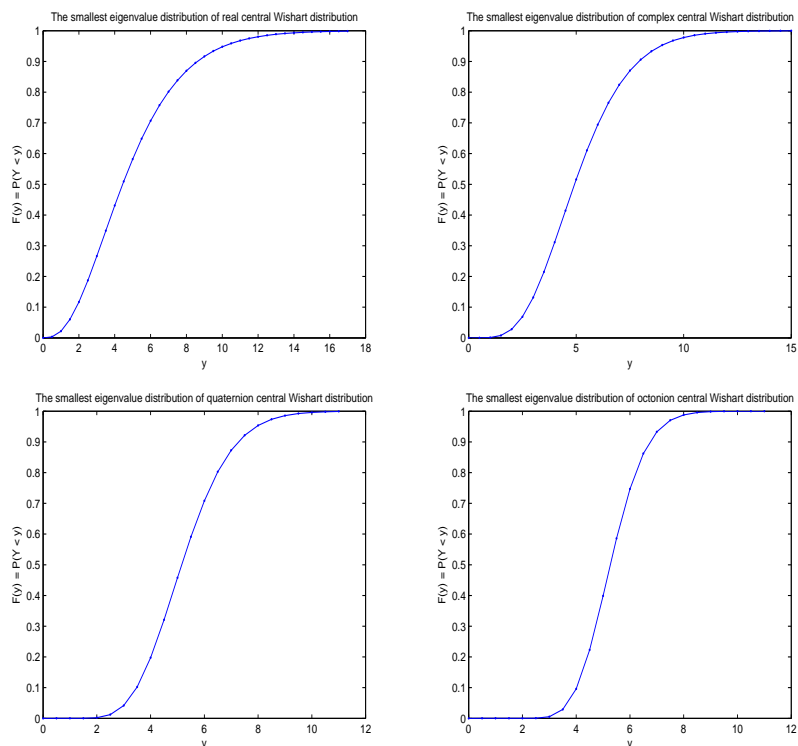 The smallest eigenvalue distribution of real central Wishart distribution
1
0.9
0.8
0.7
0.6
0.5
0.4
0.3
0.2
0.1
0
F(y) = P(Y < y)
0 2 4 6 8 10 12 14 16 18
y
The smallest eigenvalue distribution of complex central Wishart distribution
1
0.9
0.8
0.7
0.6
0.5
0.4
0.3
0.2
0.1
0
F(y) = P(Y < y)
0 5 10 15
y
The smallest eigenvalue distribution of quaternion central Wishart distribution
1
0.9
0.8
0.7
0.6
0.5
0.4
0.3
0.2
0.1
0
F(y) = P(Y < y)
0 2 4 6 8 10 12
y
The smallest eigenvalue distribution of octonion central Wishart distribution
1
0.9
0.8
0.7
0.6
0.5
0.4
0.3
0.2
0.1
0
F(y) = P(Y < y)
0 2 4 6 8 10 12
y